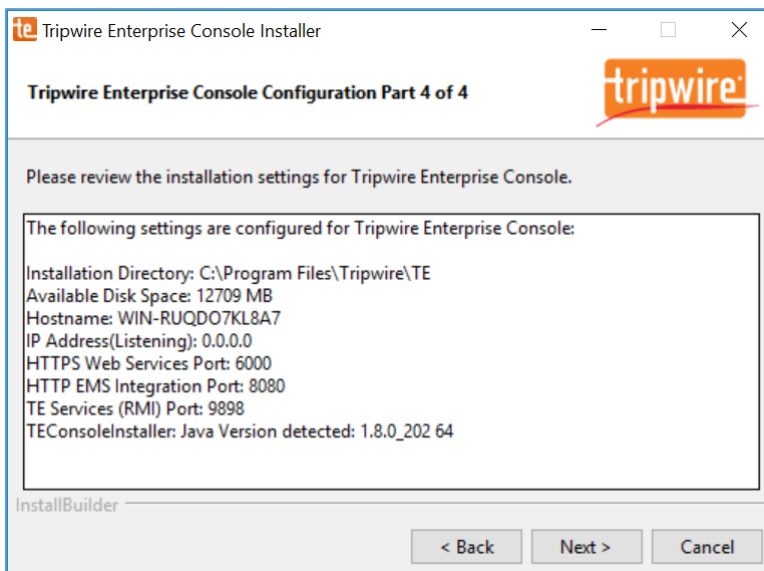 te Tripwire Enterprise Console Installer
Tripwire Enterprise Console Configuration Part 4 of 4
tripwire
Please review the installation settings for Tripwire Enterprise Console.
The following settings are configured for Tripwire Enterprise Console:
Installation Directory: C:\Program Files\Tripwire\TE
Available Disk Space: 12709 MB
Hostname: WIN-RUQDO7KL8A7
IP Address(Listening): 0.0.0.0
HTTPS Web Services Port: 6000
HTTP EMS Integration Port: 8080
TE Services (RMI) Port: 9898
TEConsoleInstaller: Java Version detected: 1.8.0_202 64
InstallBuilder
< Back Next > Cancel